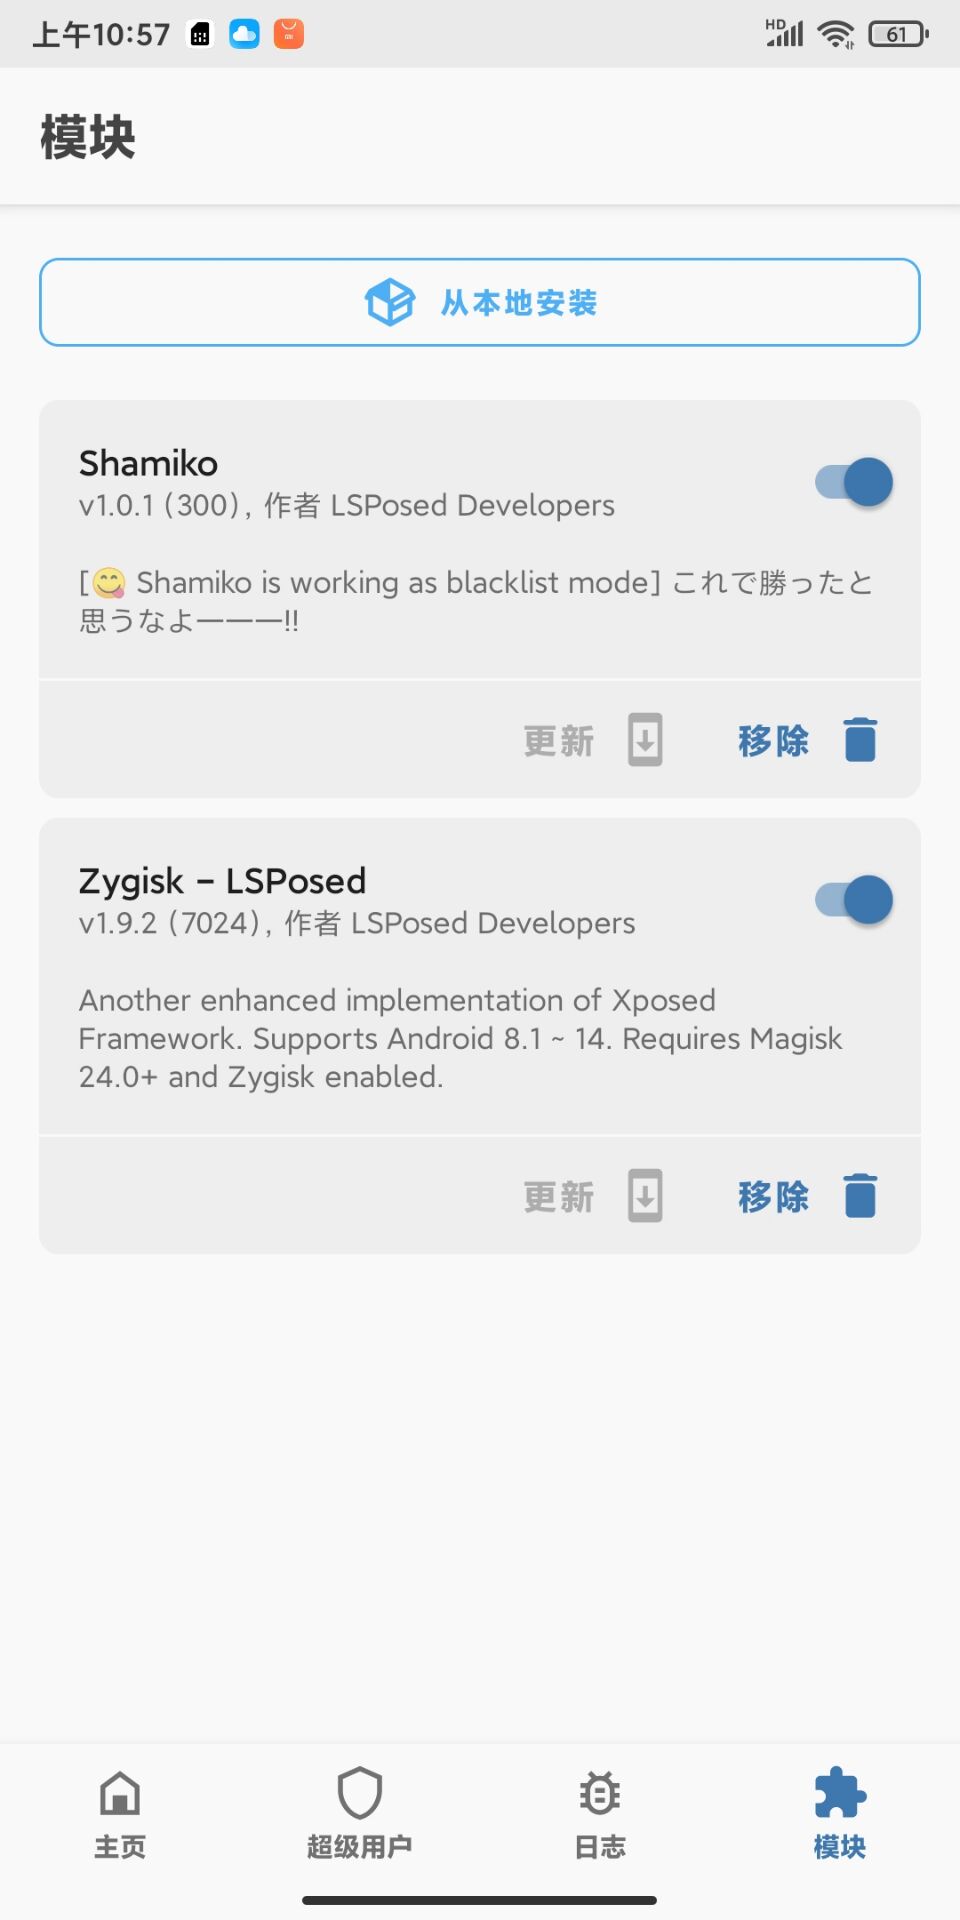 上午10:57
HD
61
模块
从本地安装
Shamiko
v1.0.1 (300), 作者 LSPosed Developers
[😋 Shamiko is working as blacklist mode] これで勝ったと
思うなよ———!!
更新
移除
Zygisk – LSPosed
v1.9.2 (7024), 作者 LSPosed Developers
Another enhanced implementation of Xposed
Framework. Supports Android 8.1 ~ 14. Requires Magisk
24.0+ and Zygisk enabled.
更新
移除
主页
超级用户
日志
模块